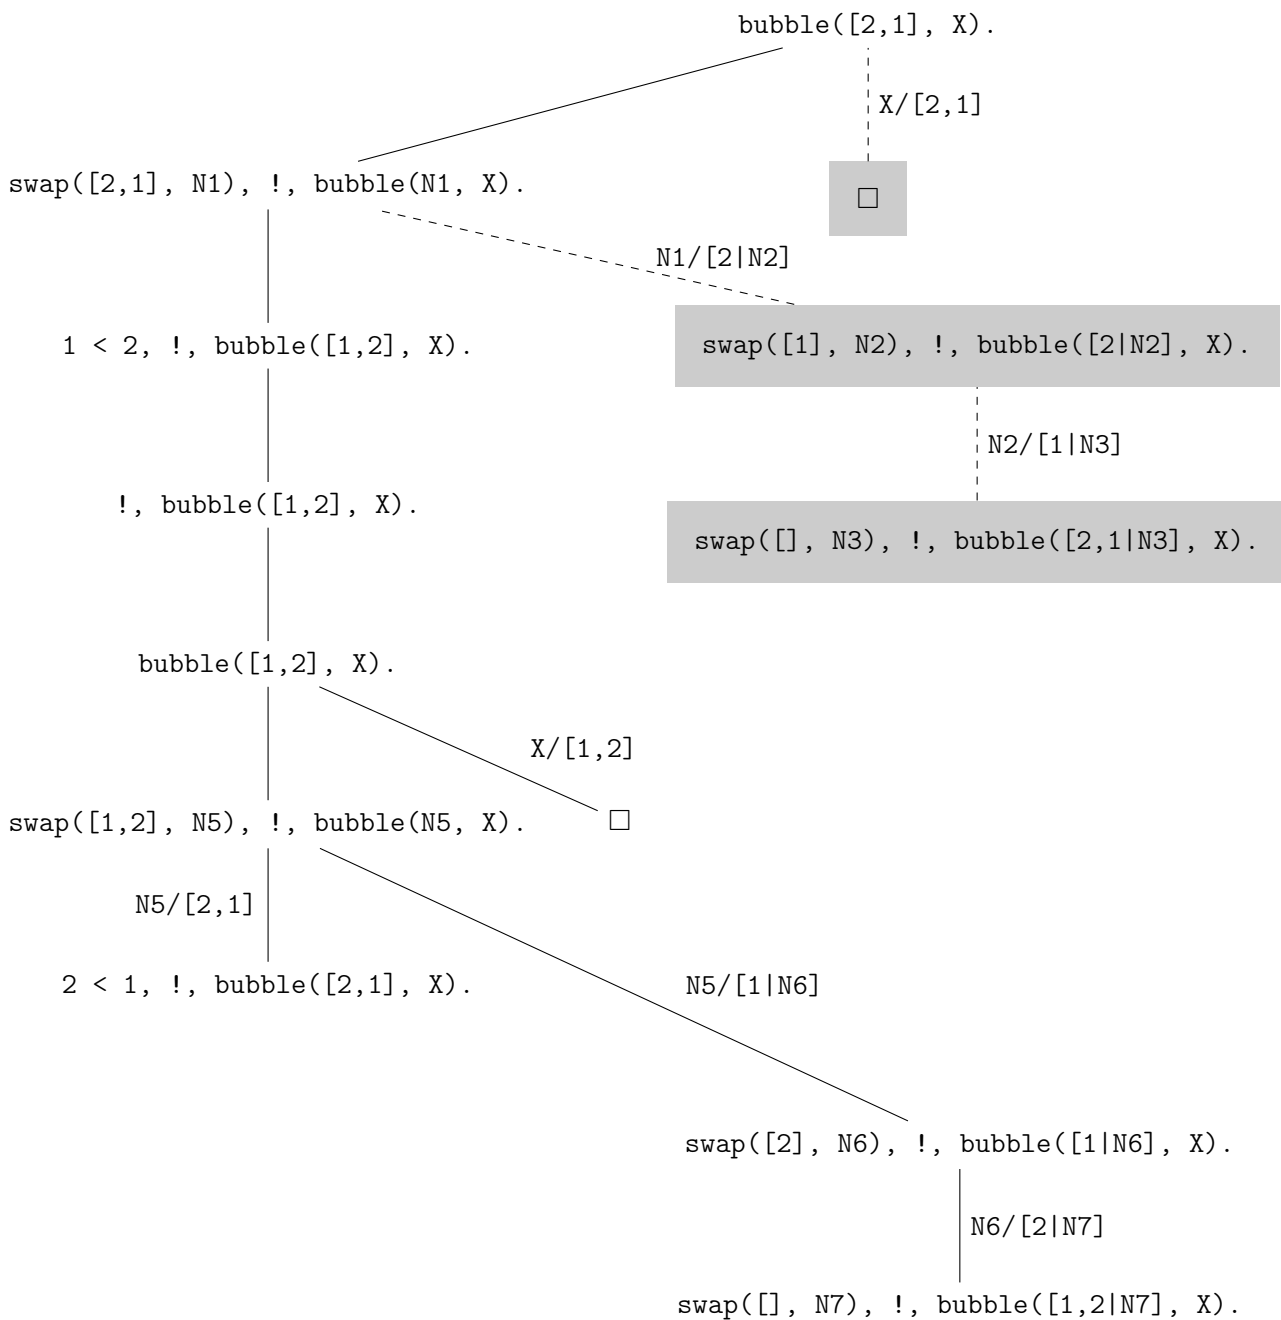 bubble([2,1], X).
X/[2,1]
swap([2,1], N1), !, bubble(N1, X).
□
N1/[2|N2]
1 < 2, !, bubble([1,2], X).
swap([1], N2), !, bubble([2|N2], X).
N2/[1|N3]
!, bubble([1,2], X).
swap([], N3), !, bubble([2,1|N3], X).
bubble([1,2], X).
X/[1,2]
swap([1,2], N5), !, bubble(N5, X).
□
N5/[2,1]
2 < 1, !, bubble([2,1], X).
N5/[1|N6]
swap([2], N6), !, bubble([1|N6], X).
N6/[2|N7]
swap([], N7), !, bubble([1,2|N7], X).